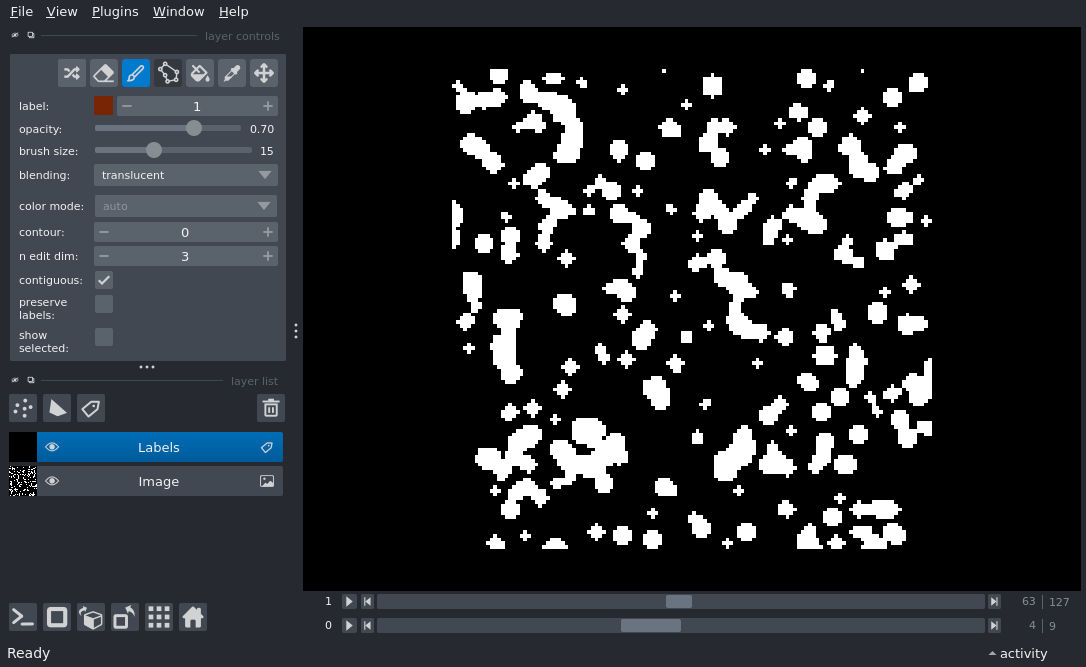 File View Plugins Window Help
layer controls
label: 1
opacity: 0.70
brush size: 15
blending: translucent
color mode: auto
contour: 0
n edit dim: 3
contiguous:
preserve
labels:
show
selected:
layer list
Labels
Image
1 63 127
0 4 9
Ready activity